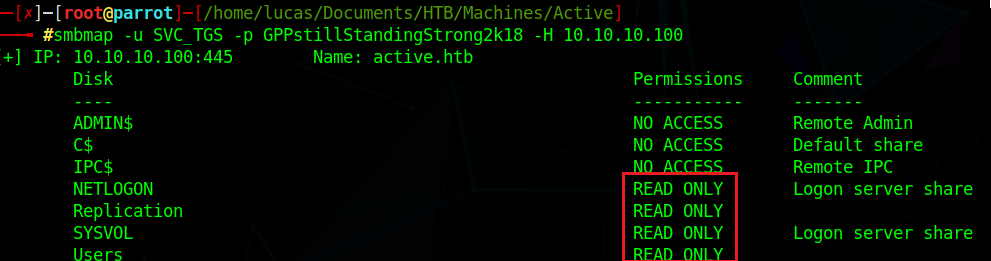 ─[✗]─[root@parrot]─[/home/lucas/Documents/HTB/Machines/Active]
#smbmap -u SVC_TGS -p GPPstillStandingStrong2k18 -H 10.10.10.100
[+] IP: 10.10.10.100:445 Name: active.htb
Disk Permissions Comment
---- ----------- -------
ADMIN$ NO ACCESS Remote Admin
C$ NO ACCESS Default share
IPC$ NO ACCESS Remote IPC
NETLOGON READ ONLY Logon server share
Replication READ ONLY
SYSVOL READ ONLY Logon server share
Users READ ONLY